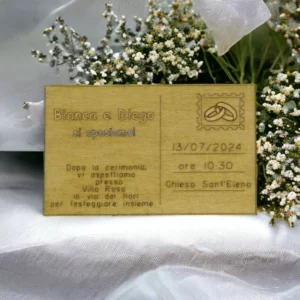 Bianca e Diego
si sposano!
Dopo la cerimonia,
vi aspettiamo
presso
Villa Rosa
in via dei fiori
per festeggiare insieme
13/07/2024
ore 10:30
Chiesa Sant'Elena